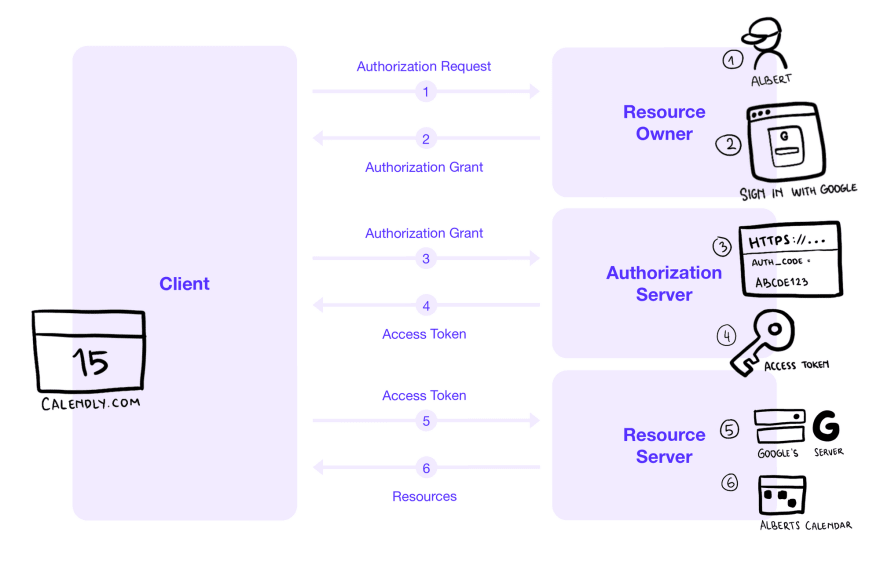 Client
15
CALENDLY.COM
Authorization Request
1
2
Authorization Grant
Authorization Grant
3
4
Access Token
Access Token
5
6
Resources
Resource
Owner
1
ALBERT
2
G
SIGN IN WITH GOOGLE
Authorization
Server
3
HTTPS://...
AUTH_CODE =
ABCDE123
4
ACCESS TOKEN
Resource
Server
5
G
GOOGLE'S SERVER
6
ALBERTS CALENDAR